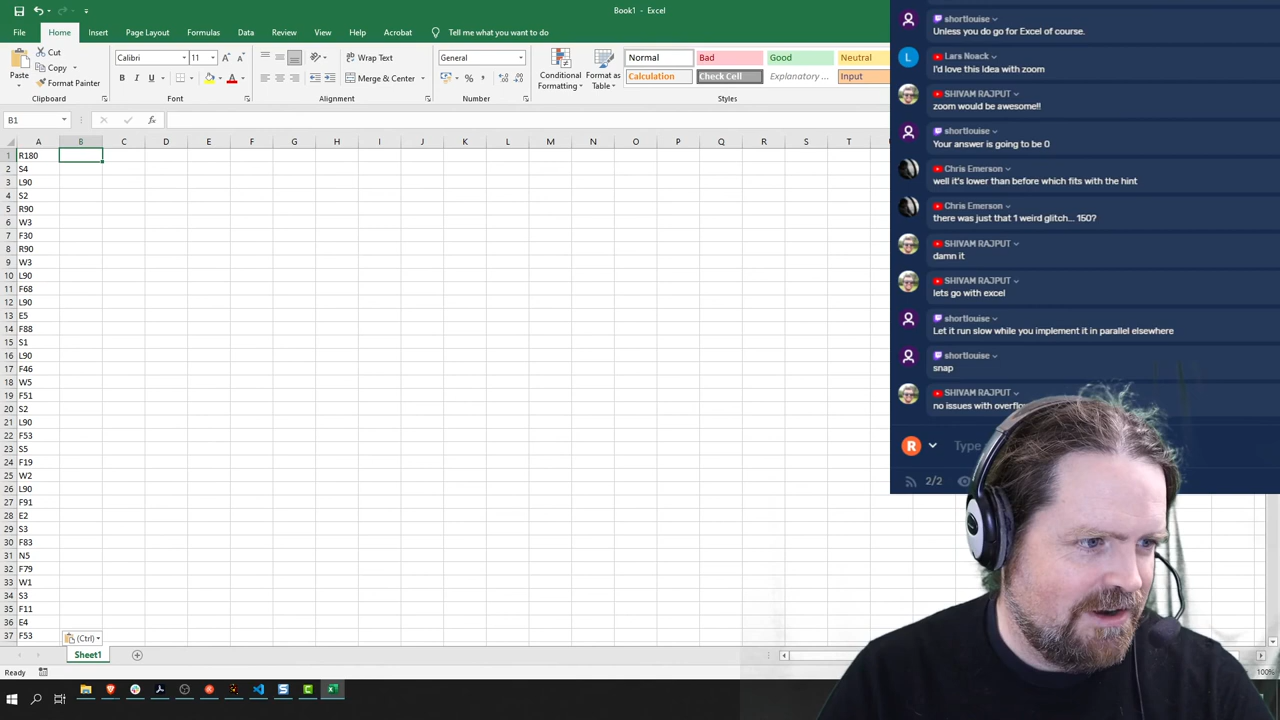 Book1 - Excel
File Home Insert Page Layout Formulas Data Review View Help Acrobat Tell me what you want to do
Paste
Cut
Copy
Format Painter
Clipboard
Calibri 11
B I U
Font
Wrap Text
Merge & Center
Alignment
General
Number
Conditional Formatting
Format as Table
Normal Bad Good Neutral
Calculation Check Cell Explanatory ... Input
Styles
B1
A B C D E F G H I J K L M N O P Q R S T
1 R180
2 S4
3 L90
4 S2
5 R90
6 W3
7 F30
8 R90
9 W3
10 L90
11 F68
12 L90
13 E5
14 F88
15 S1
16 L90
17 F46
18 W5
19 F51
20 S2
21 L90
22 F53
23 S5
24 F19
25 W2
26 L90
27 F91
28 E2
29 S3
30 F83
31 N5
32 F79
33 W1
34 S3
35 F11
36 E4
37 F53
(Ctrl)
Sheet1
Ready
100%
shortlouise
Unless you do go for Excel of course.
L
Lars Noack
I'd love this Idea with zoom
SHIVAM RAJPUT
zoom would be awesome!!
shortlouise
Your answer is going to be 0
Chris Emerson
well it's lower than before which fits with the hint
Chris Emerson
there was just that 1 weird glitch... 150?
SHIVAM RAJPUT
damn it
SHIVAM RAJPUT
lets go with excel
shortlouise
Let it run slow while you implement it in parallel elsewhere
shortlouise
snap
SHIVAM RAJPUT
no issues with
R
Type
2/2